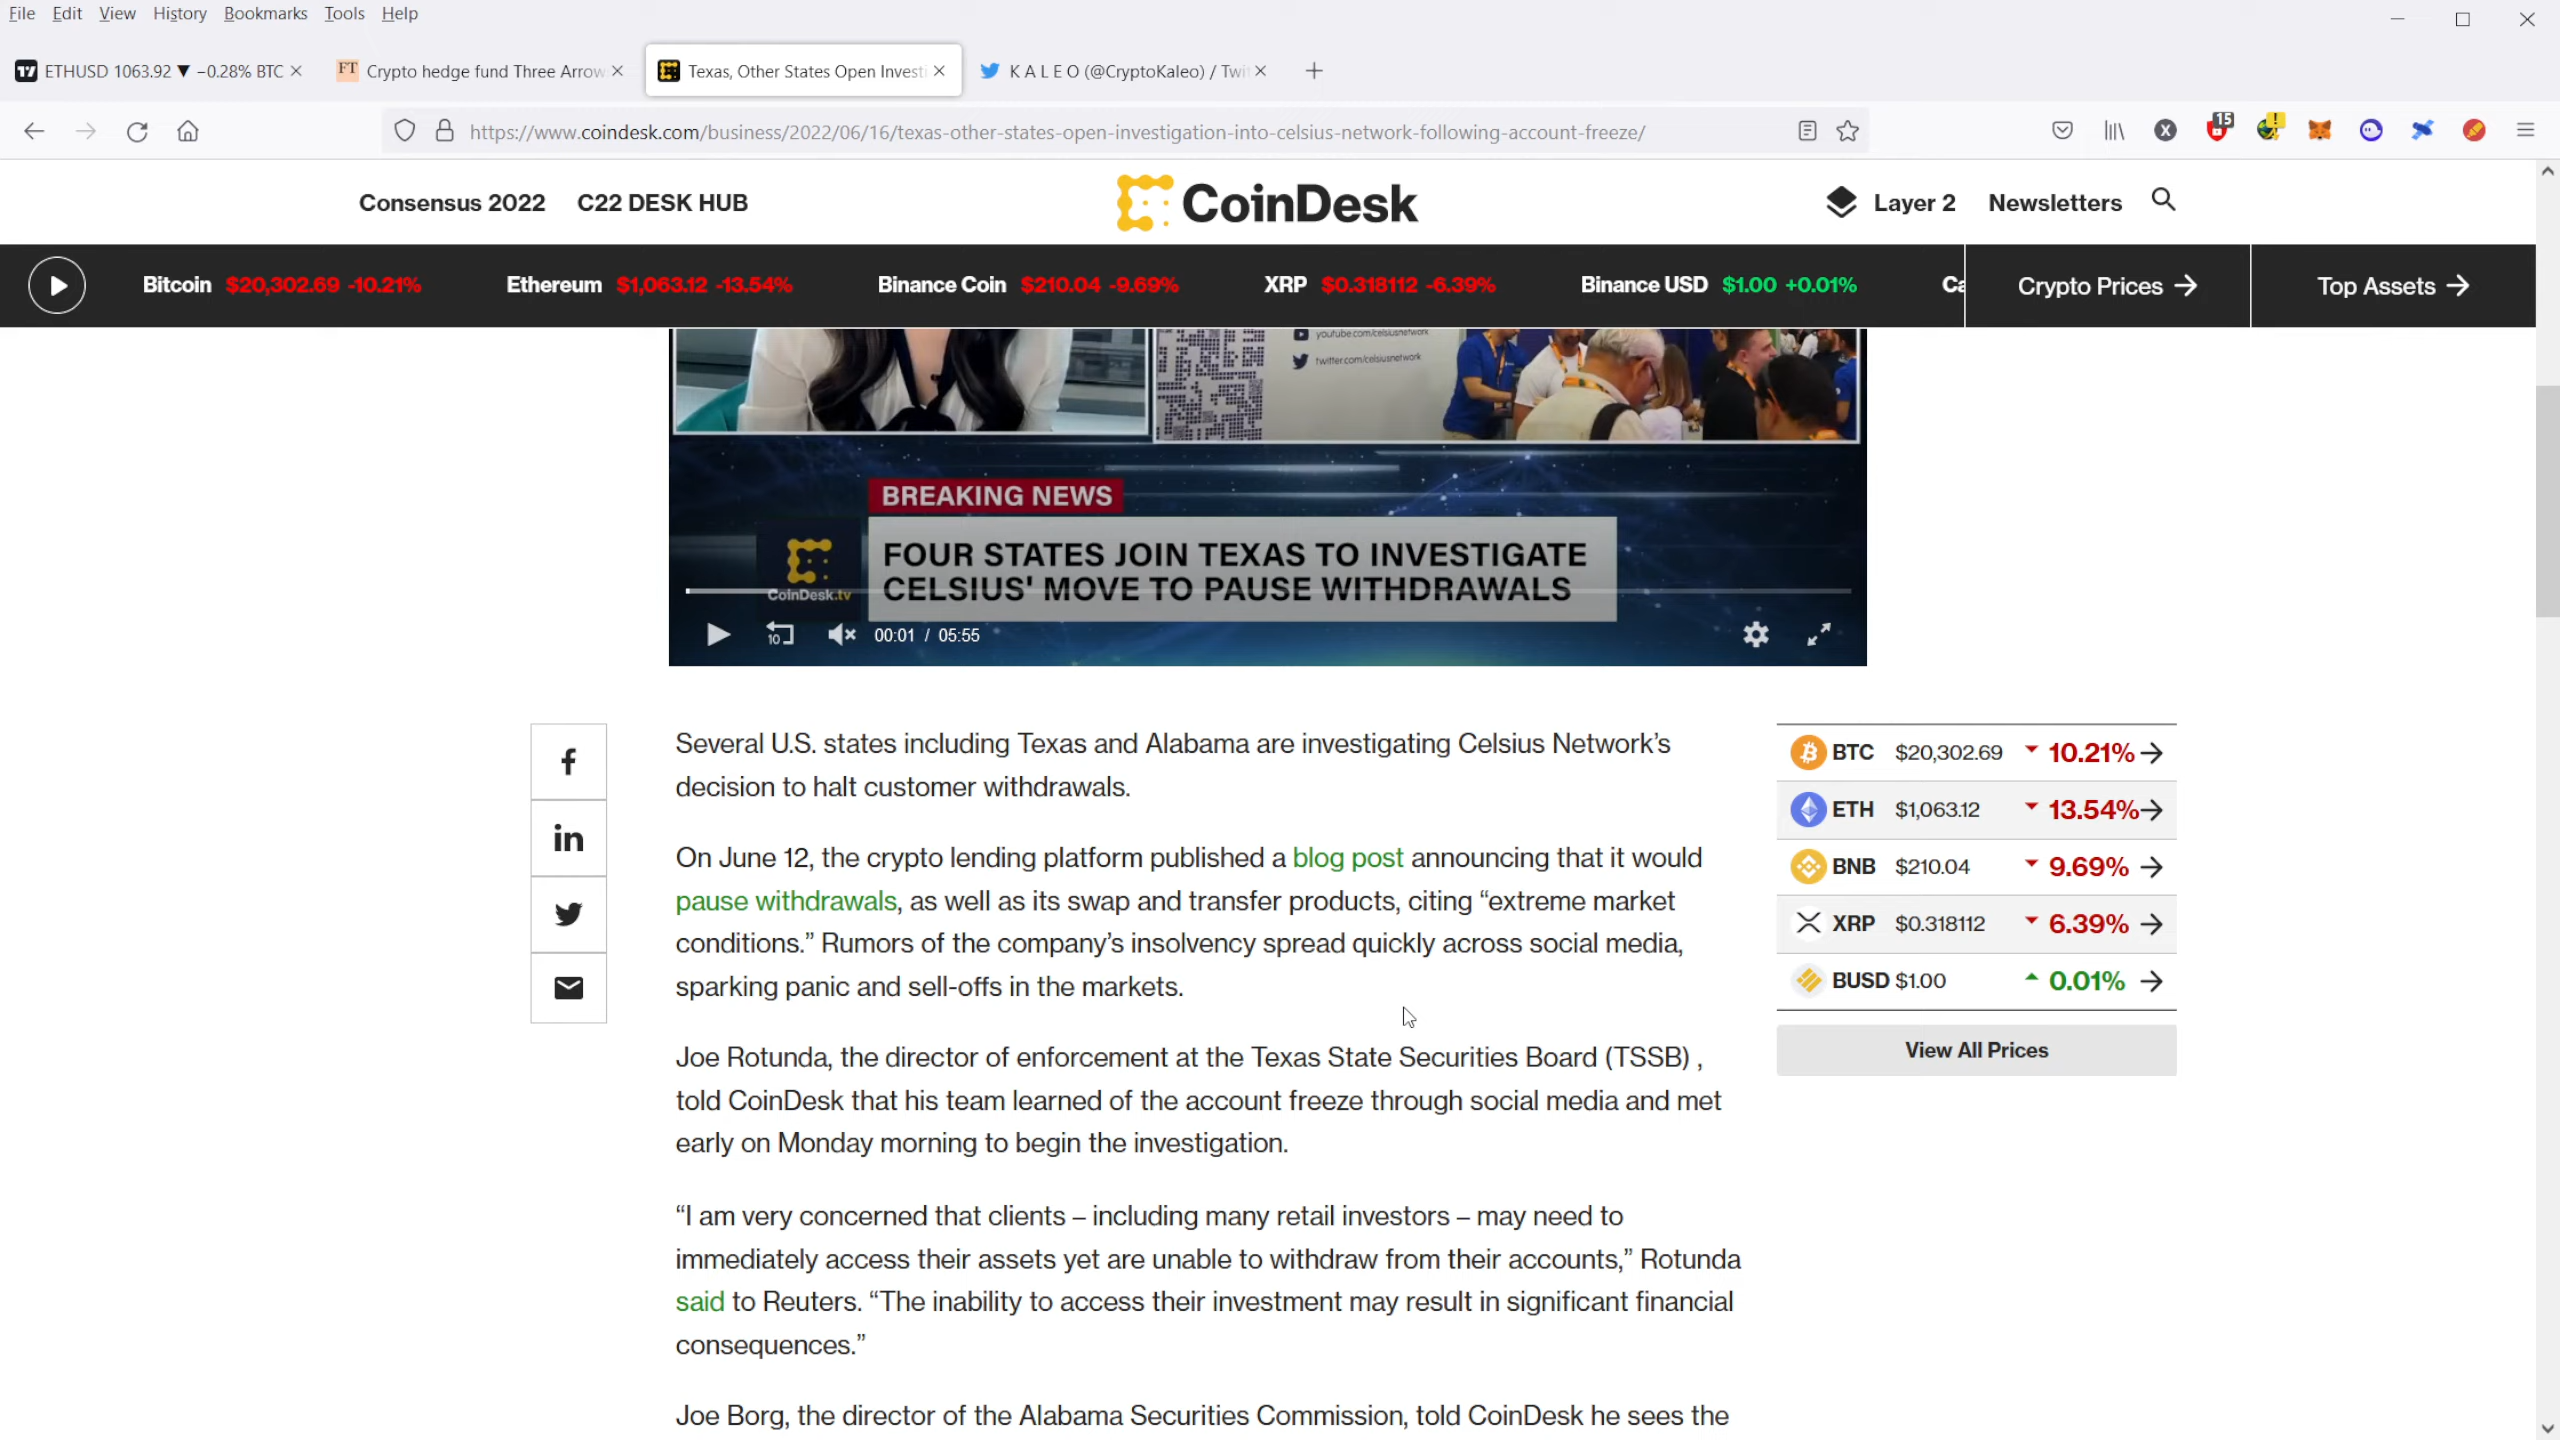 File Edit View History Bookmarks Tools Help
ETHUSD 1063.92 ▼ −0.28% BTC
FT Crypto hedge fund Three Arrow
Texas, Other States Open Investi
K A L E O (@CryptoKaleo) / Twi
https://www.coindesk.com/business/2022/06/16/texas-other-states-open-investigation-into-celsius-network-following-account-freeze/
15
Consensus 2022 C22 DESK HUB
CoinDesk
Layer 2 Newsletters
Bitcoin $20,302.69 -10.21% Ethereum $1,063.12 -13.54% Binance Coin $210.04 -9.69% XRP $0.318112 -6.39% Binance USD $1.00 +0.01% Ca
Crypto Prices → Top Assets →
youtube.com/celsiusnetwork
twitter.com/celsiusnetwork
BREAKING NEWS
FOUR STATES JOIN TEXAS TO INVESTIGATE
CELSIUS' MOVE TO PAUSE WITHDRAWALS
CoinDesk.tv
10 00:01 / 05:55
Several U.S. states including Texas and Alabama are investigating Celsius Network’s
decision to halt customer withdrawals.
On June 12, the crypto lending platform published a blog post announcing that it would
pause withdrawals, as well as its swap and transfer products, citing “extreme market
conditions.” Rumors of the company’s insolvency spread quickly across social media,
sparking panic and sell-offs in the markets.
Joe Rotunda, the director of enforcement at the Texas State Securities Board (TSSB) ,
told CoinDesk that his team learned of the account freeze through social media and met
early on Monday morning to begin the investigation.
“I am very concerned that clients – including many retail investors – may need to
immediately access their assets yet are unable to withdraw from their accounts,” Rotunda
said to Reuters. “The inability to access their investment may result in significant financial
consequences.”
Joe Borg, the director of the Alabama Securities Commission, told CoinDesk he sees the
BTC $20,302.69 ▼ 10.21% →
ETH $1,063.12 ▼ 13.54% →
BNB $210.04 ▼ 9.69% →
XRP $0.318112 ▼ 6.39% →
BUSD $1.00 ▲ 0.01% →
View All Prices